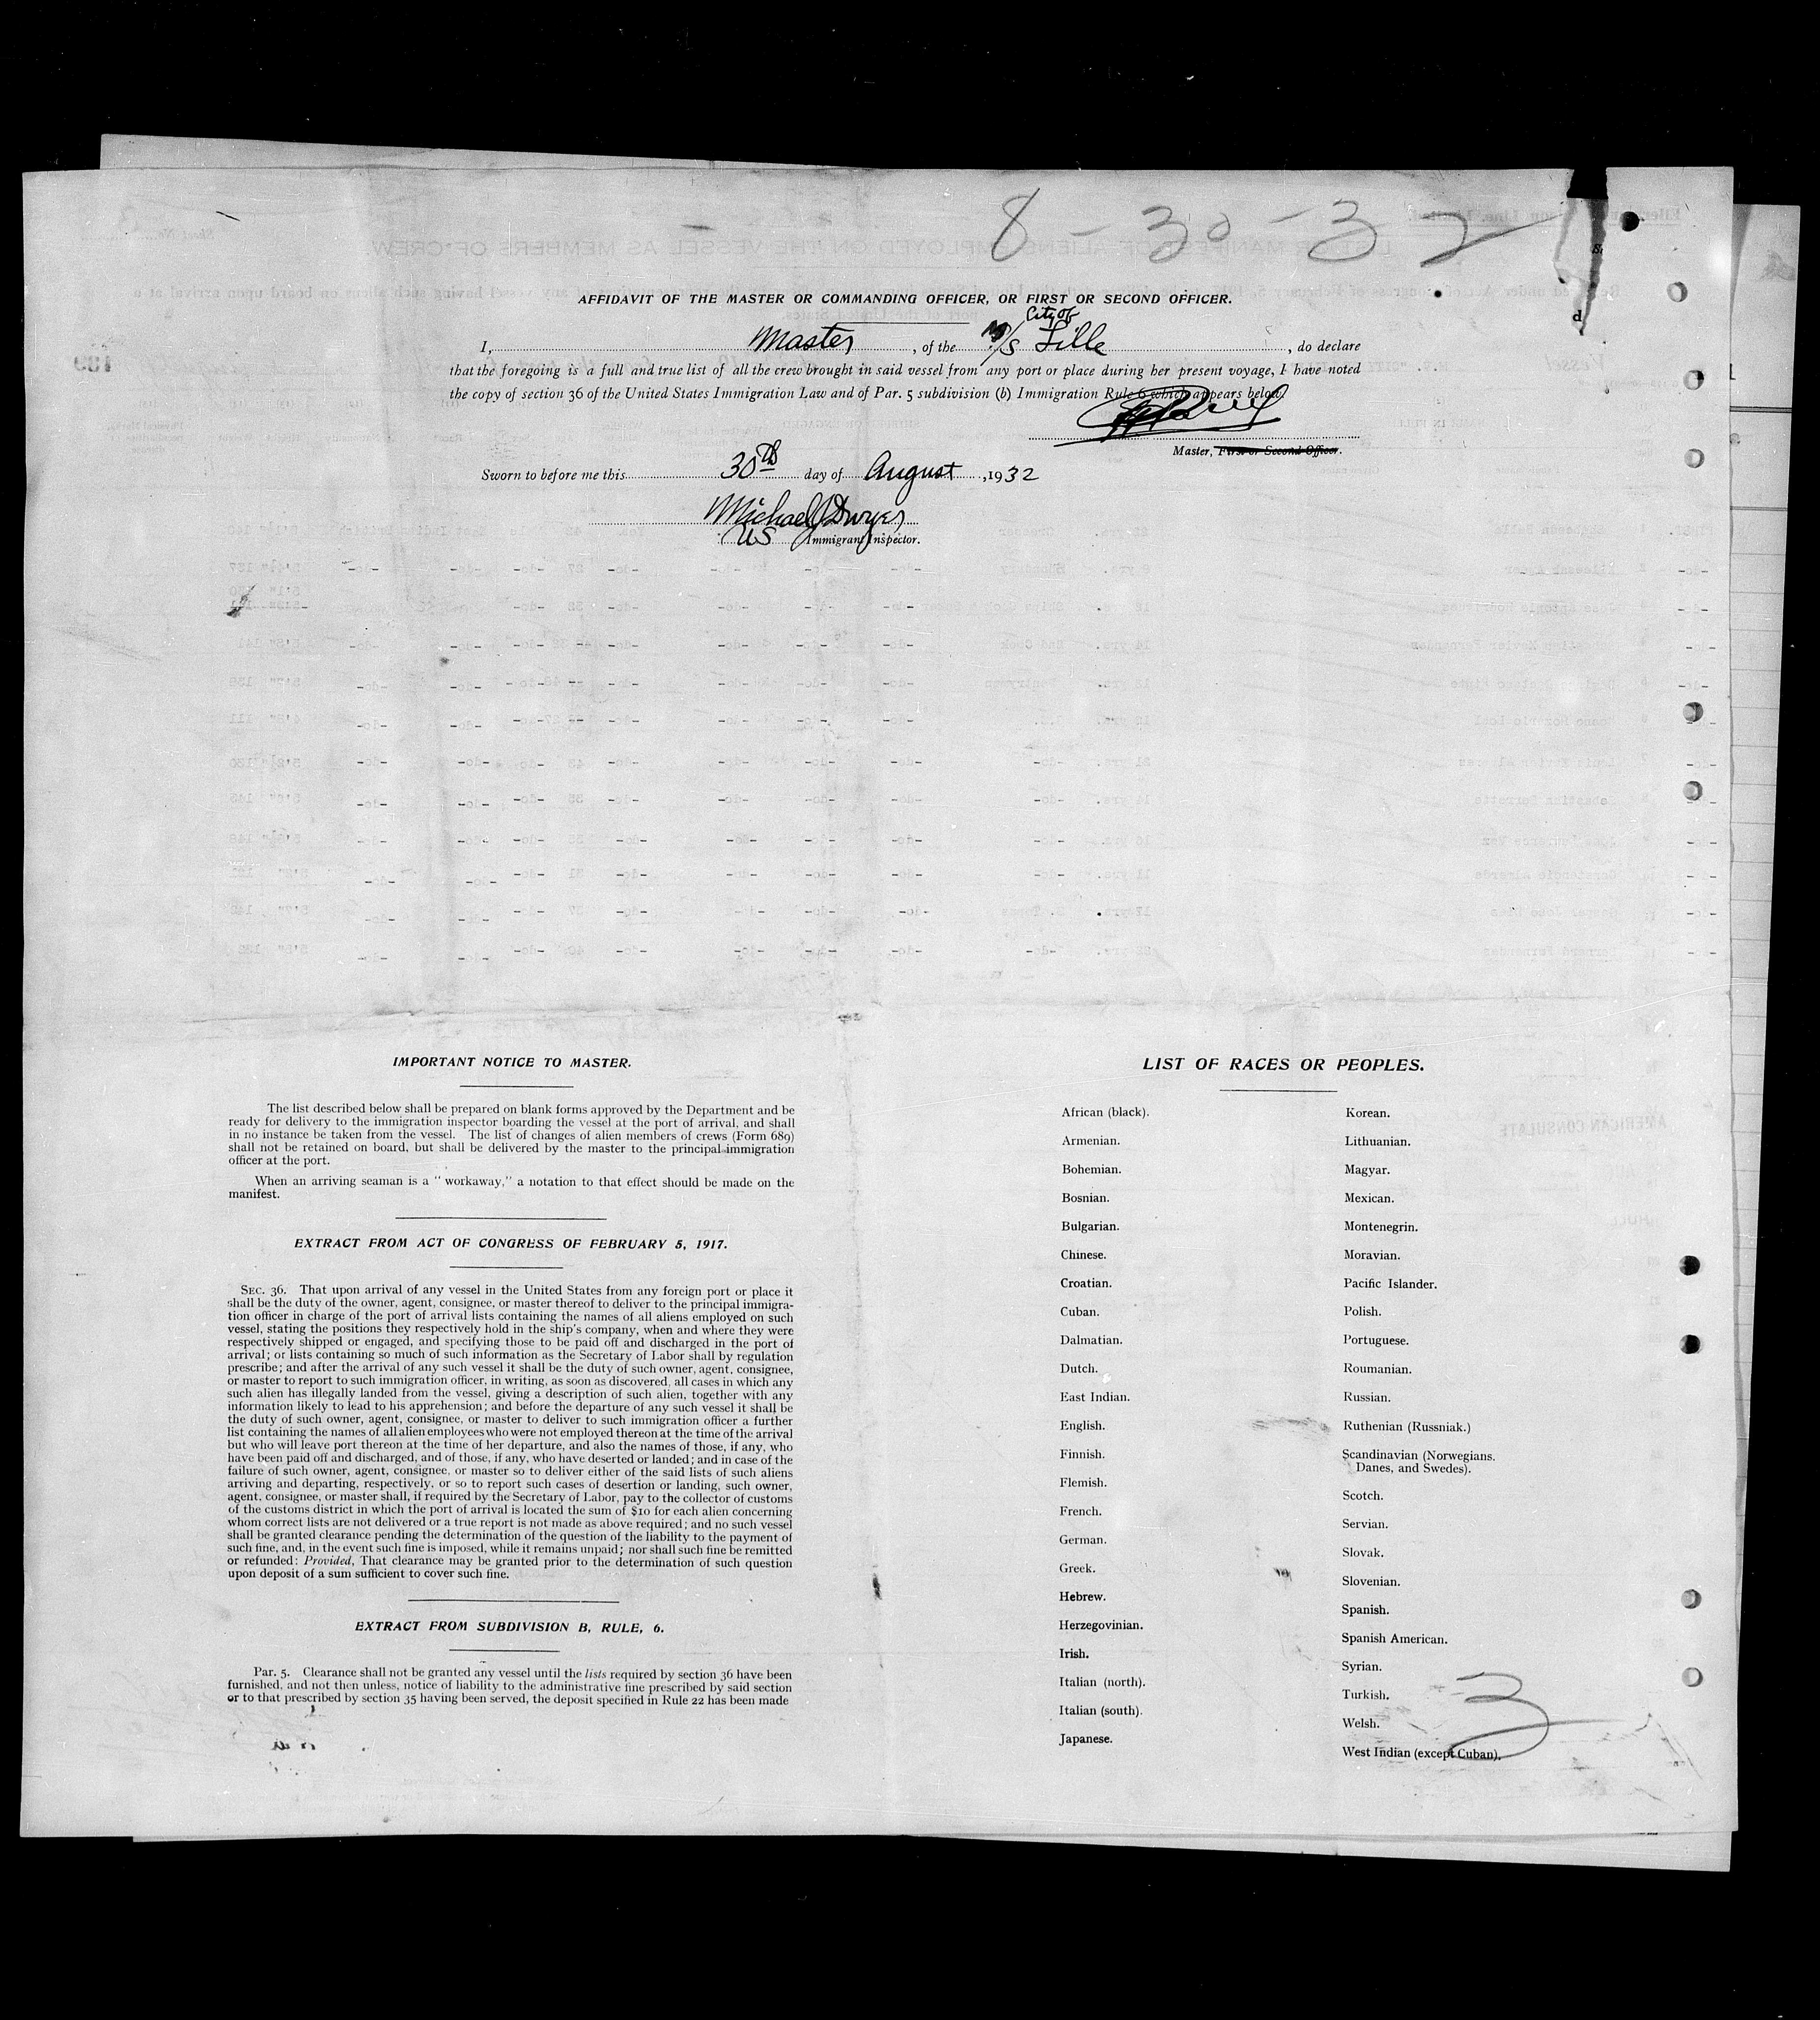 8-30-32
AFFIDAVIT OF THE MASTER OR COMMANDING OFFICER, OR FIRST OR SECOND OFFICER.
City of
I, Master, of the M/S Lille, do declare
that the foregoing is a full and true list of all the crew brought in said vessel from any port or place during her present voyage, I have noted
the copy of section 36 of the United States Immigration Law and of Par. 5 subdivision (b) Immigration Rule 6 which appears below.
Master, First or Second Officer.
Sworn to before me this 30th day of August, 1932
Michael J Dwyer
US Immigrant Inspector.
IMPORTANT NOTICE TO MASTER.
The list described below shall be prepared on blank forms approved by the Department and be
ready for delivery to the immigration inspector boarding the vessel at the port of arrival, and shall
in no instance be taken from the vessel. The list of changes of alien members of crews (Form 689)
shall not be retained on board, but shall be delivered by the master to the principal immigration
officer at the port.
When an arriving seaman is a " workaway," a notation to that effect should be made on the
manifest.
EXTRACT FROM ACT OF CONGRESS OF FEBRUARY 5, 1917.
SEC. 36. That upon arrival of any vessel in the United States from any foreign port or place it
shall be the duty of the owner, agent, consignee, or master thereof to deliver to the principal immigra-
tion officer in charge of the port of arrival lists containing the names of all aliens employed on such
vessel, stating the positions they respectively hold in the ship's company, when and where they were
respectively shipped or engaged, and specifying those to be paid off and discharged in the port of
arrival; or lists containing so much of such information as the Secretary of Labor shall by regulation
prescribe; and after the arrival of any such vessel it shall be the duty of such owner, agent, consignee,
or master to report to such immigration officer, in writing, as soon as discovered, all cases in which any
such alien has illegally landed from the vessel, giving a description of such alien, together with any
information likely to lead to his apprehension; and before the departure of any such vessel it shall be
the duty of such owner, agent, consignee, or master to deliver to such immigration officer a further
list containing the names of all alien employees who were not employed thereon at the time of the arrival
but who will leave port thereon at the time of her departure, and also the names of those, if any, who
have been paid off and discharged, and of those, if any, who have deserted or landed; and in case of the
failure of such owner, agent, consignee, or master so to deliver either of the said lists of such aliens
arriving and departing, respectively, or so to report such cases of desertion or landing, such owner,
agent, consignee, or master shall, if required by the Secretary of Labor, pay to the collector of customs
of the customs district in which the port of arrival is located the sum of $10 for each alien concerning
whom correct lists are not delivered or a true report is not made as above required; and no such vessel
shall be granted clearance pending the determination of the question of the liability to the payment of
such fine, and, in the event such fine is imposed, while it remains unpaid; nor shall such fine be remitted
or refunded: Provided, That clearance may be granted prior to the determination of such question
upon deposit of a sum sufficient to cover such fine.
EXTRACT FROM SUBDIVISION B, RULE, 6.
Par. 5. Clearance shall not be granted any vessel until the lists required by section 36 have been
furnished, and not then unless, notice of liability to the administrative fine prescribed by said section
or to that prescribed by section 35 having been served, the deposit specified in Rule 22 has been made
LIST OF RACES OR PEOPLES.
African (black).
Armenian.
Bohemian.
Bosnian.
Bulgarian.
Chinese.
Croatian.
Cuban.
Dalmatian.
Dutch.
East Indian.
English.
Finnish.
Flemish.
French.
German.
Greek.
Hebrew.
Herzegovinian.
Irish.
Italian (north).
Italian (south).
Japanese.
Korean.
Lithuanian.
Magyar.
Mexican.
Montenegrin.
Moravian.
Pacific Islander.
Polish.
Portuguese.
Roumanian.
Russian.
Ruthenian (Russniak.)
Scandinavian (Norwegians.
Danes, and Swedes).
Scotch.
Servian.
Slovak.
Slovenian.
Spanish.
Spanish American.
Syrian.
Turkish.
Welsh.
West Indian (except Cuban).
3